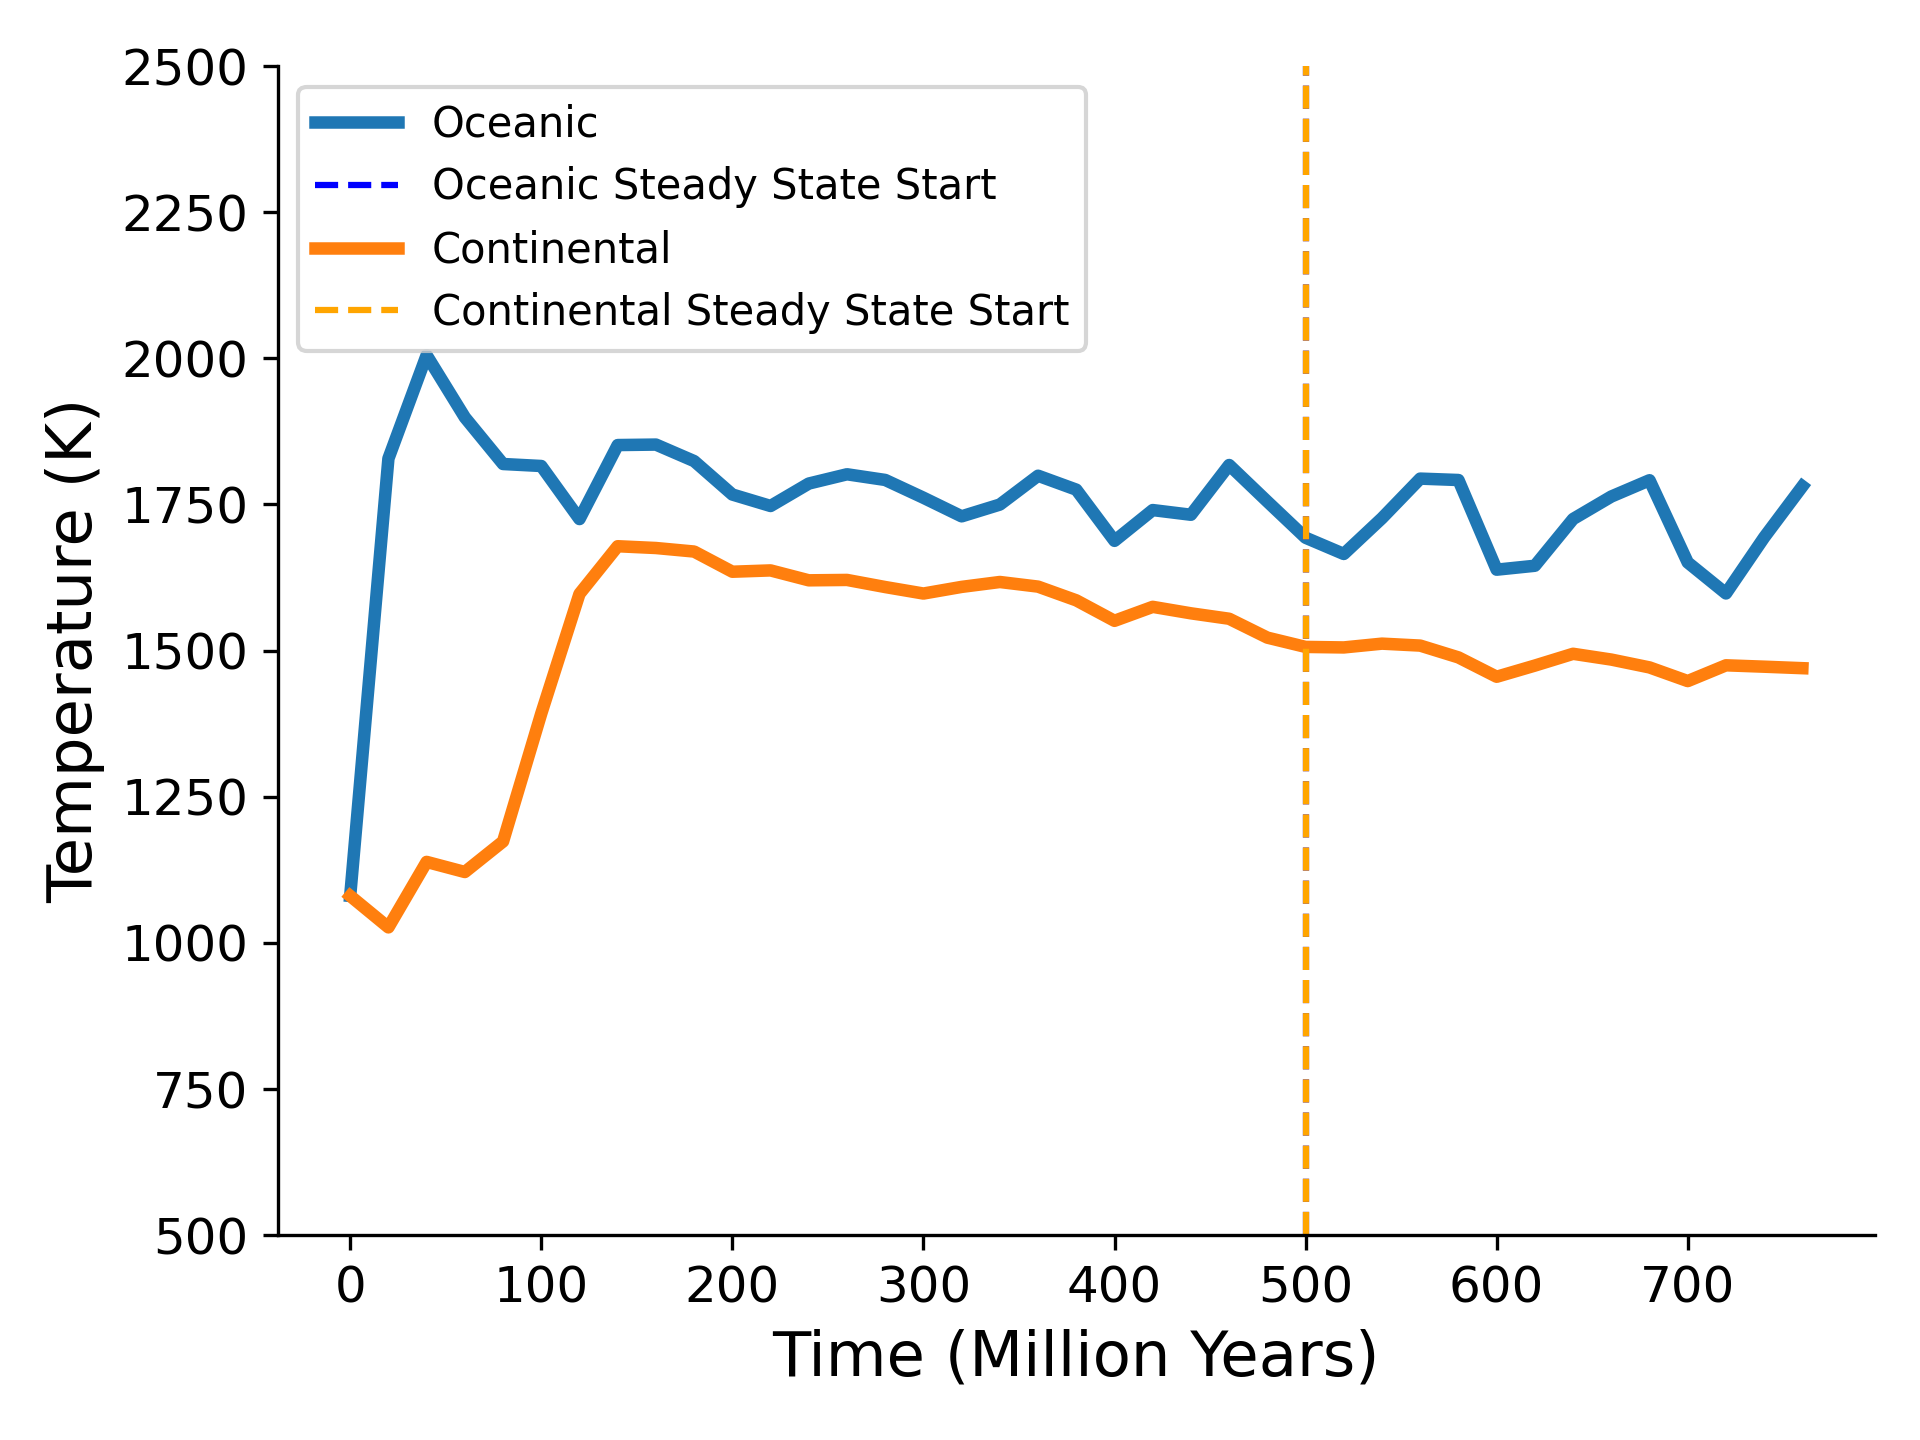 Oceanic
Oceanic Steady State Start
Continental
Continental Steady State Start
2500
2250
2000
1750
1500
1250
1000
750
500
Temperature (K)
0 100 200 300 400 500 600 700
Time (Million Years)